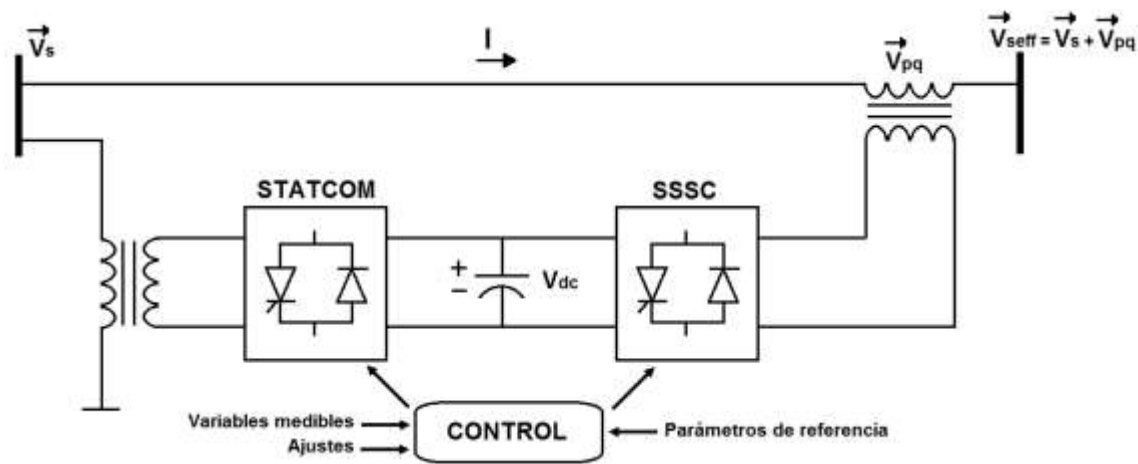 Vs
I
Vpq
Vseff = Vs + Vpq
STATCOM
SSSC
+
−
Vdc
Variables medibles
Ajustes
CONTROL
Parámetros de referencia